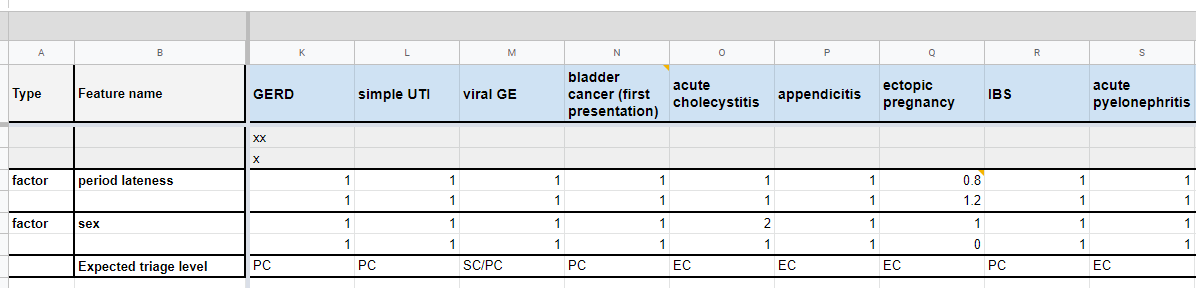 A B K L M N O P Q R S
Type Feature name GERD simple UTI viral GE bladder cancer (first presentation) acute cholecystitis appendicitis ectopic pregnancy IBS acute pyelonephritis
xx
x
factor period lateness 1 1 1 1 1 1 0.8 1 1
1 1 1 1 1 1 1.2 1 1
factor sex 1 1 1 1 2 1 1 1 1
1 1 1 1 1 1 0 1 1
Expected triage level PC PC SC/PC PC EC EC EC PC EC